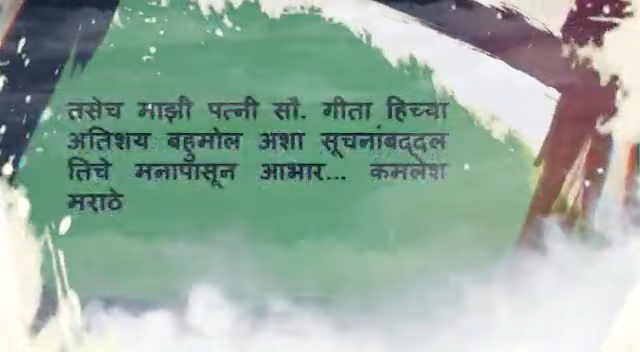 तसेच माझी पत्नी सौ. गीता हिच्या
अतिशय बहुमोल अशा सूचनांबद्दल
तिचे मनापासून आभार... कमलेश
मराठे